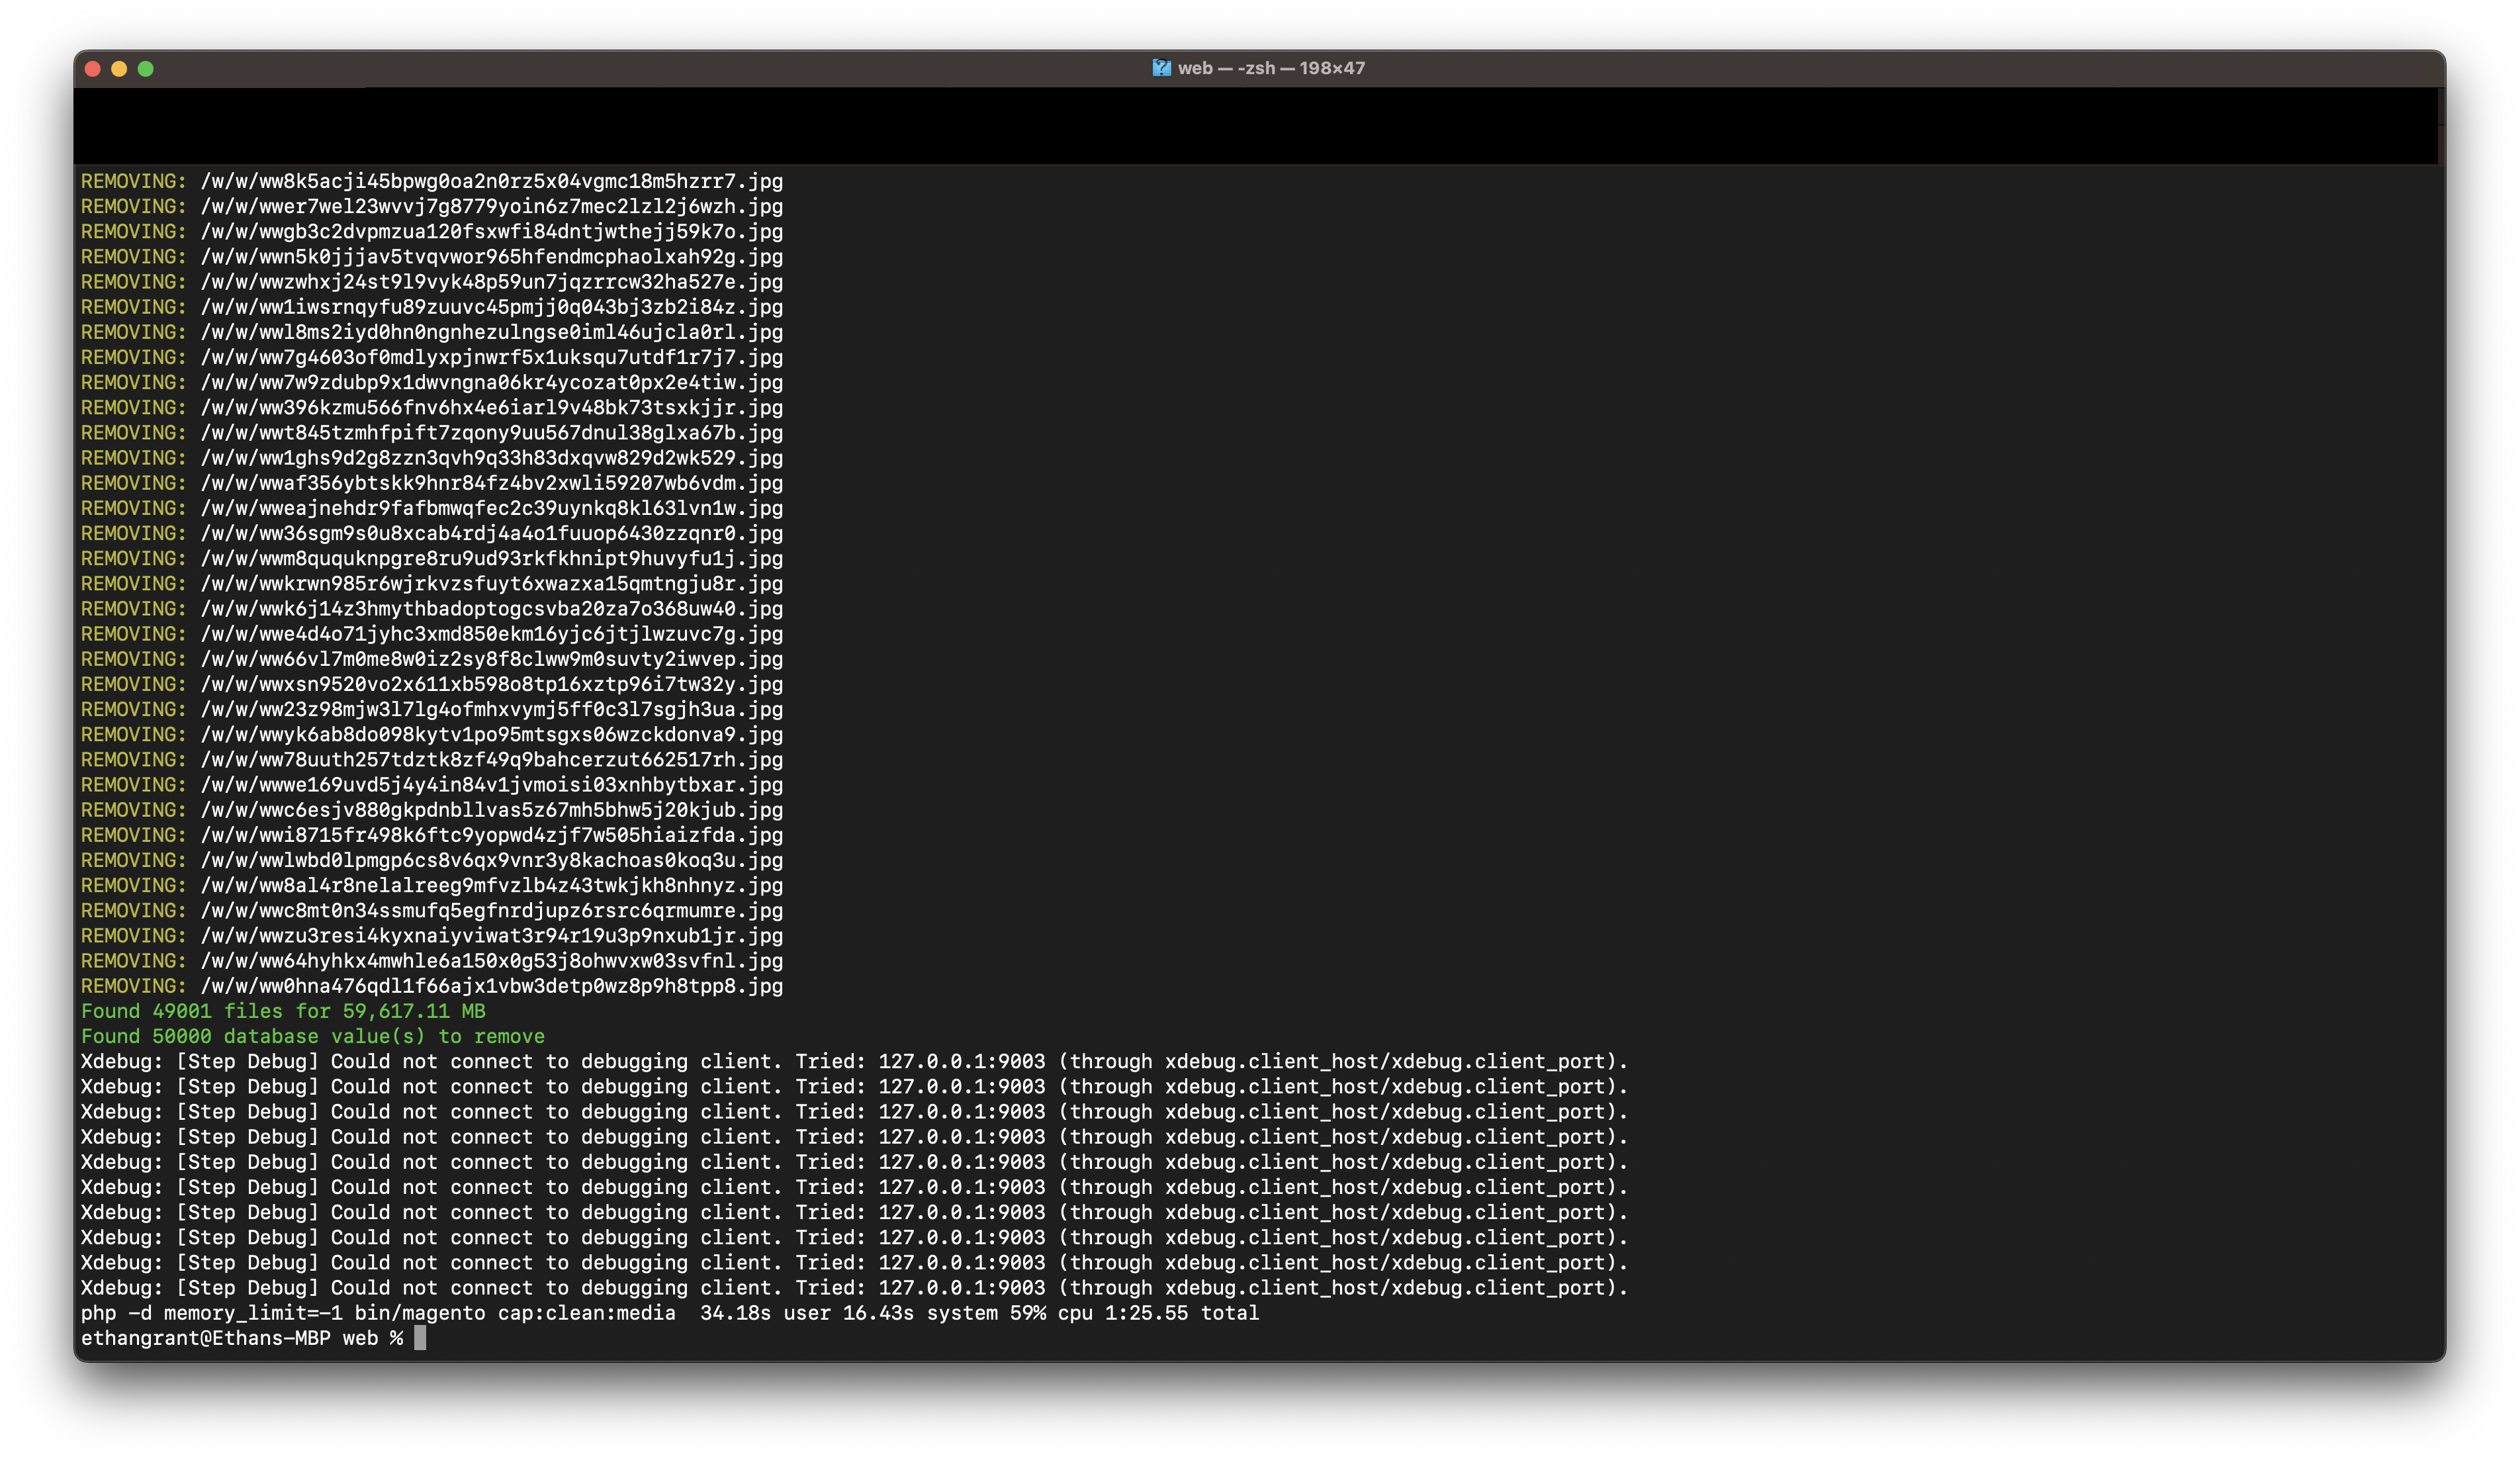 web — -zsh — 198×47
REMOVING: /w/w/ww8k5acji45bpwg0oa2n0rz5x04vgmc18m5hzrr7.jpg
REMOVING: /w/w/wwer7wel23wvvj7g8779yoin6z7mec2lzl2j6wzh.jpg
REMOVING: /w/w/wwgb3c2dvpmzua120fsxwfi84dntjwthejj59k7o.jpg
REMOVING: /w/w/wwn5k0jjjav5tvqvwor965hfendmcphaolxah92g.jpg
REMOVING: /w/w/wwzwhxj24st9l9vyk48p59un7jqzrrcw32ha527e.jpg
REMOVING: /w/w/ww1iwsrnqyfu89zuuvc45pmjj0q043bj3zb2i84z.jpg
REMOVING: /w/w/wwl8ms2iyd0hn0ngnhezulngse0iml46ujcla0rl.jpg
REMOVING: /w/w/ww7g4603of0mdlyxpjnwrf5x1uksqu7utdf1r7j7.jpg
REMOVING: /w/w/ww7w9zdubp9x1dwvngna06kr4ycozat0px2e4tiw.jpg
REMOVING: /w/w/ww396kzmu566fnv6hx4e6iarl9v48bk73tsxkjjr.jpg
REMOVING: /w/w/wwt845tzmhfpift7zqony9uu567dnul38glxa67b.jpg
REMOVING: /w/w/ww1ghs9d2g8zzn3qvh9q33h83dxqvw829d2wk529.jpg
REMOVING: /w/w/wwaf356ybtskk9hnr84fz4bv2xwli59207wb6vdm.jpg
REMOVING: /w/w/wweajnehdr9fafbmwqfec2c39uynkq8kl63lvn1w.jpg
REMOVING: /w/w/ww36sgm9s0u8xcab4rdj4a4o1fuuop6430zzqnr0.jpg
REMOVING: /w/w/wwm8ququknpgre8ru9ud93rkfkhnipt9huvyfu1j.jpg
REMOVING: /w/w/wwkrwn985r6wjrkvzsfuyt6xwazxa15qmtngju8r.jpg
REMOVING: /w/w/wwk6j14z3hmythbadoptogcsvba20za7o368uw40.jpg
REMOVING: /w/w/wwe4d4o71jyhc3xmd850ekm16yjc6jtjlwzuvc7g.jpg
REMOVING: /w/w/ww66vl7m0me8w0iz2sy8f8clww9m0suvty2iwvep.jpg
REMOVING: /w/w/wwxsn9520vo2x611xb598o8tp16xztp96i7tw32y.jpg
REMOVING: /w/w/ww23z98mjw3l7lg4ofmhxvymj5ff0c3l7sgjh3ua.jpg
REMOVING: /w/w/wwyk6ab8do098kytv1po95mtsgxs06wzckdonva9.jpg
REMOVING: /w/w/ww78uuth257tdztk8zf49q9bahcerzut662517rh.jpg
REMOVING: /w/w/wwwe169uvd5j4y4in84v1jvmoisi03xnhbytbxar.jpg
REMOVING: /w/w/wwc6esjv880gkpdnbllvas5z67mh5bhw5j20kjub.jpg
REMOVING: /w/w/wwi8715fr498k6ftc9yopwd4zjf7w505hiaizfda.jpg
REMOVING: /w/w/wwlwbd0lpmgp6cs8v6qx9vnr3y8kachoas0koq3u.jpg
REMOVING: /w/w/ww8al4r8nelalreeg9mfvzlb4z43twkjkh8nhnyz.jpg
REMOVING: /w/w/wwc8mt0n34ssmufq5egfnrdjupz6rsrc6qrmumre.jpg
REMOVING: /w/w/wwzu3resi4kyxnaiyviwat3r94r19u3p9nxub1jr.jpg
REMOVING: /w/w/ww64hyhkx4mwhle6a150x0g53j8ohwvxw03svfnl.jpg
REMOVING: /w/w/ww0hna476qdl1f66ajx1vbw3detp0wz8p9h8tpp8.jpg
Found 49001 files for 59,617.11 MB
Found 50000 database value(s) to remove
Xdebug: [Step Debug] Could not connect to debugging client. Tried: 127.0.0.1:9003 (through xdebug.client_host/xdebug.client_port).
Xdebug: [Step Debug] Could not connect to debugging client. Tried: 127.0.0.1:9003 (through xdebug.client_host/xdebug.client_port).
Xdebug: [Step Debug] Could not connect to debugging client. Tried: 127.0.0.1:9003 (through xdebug.client_host/xdebug.client_port).
Xdebug: [Step Debug] Could not connect to debugging client. Tried: 127.0.0.1:9003 (through xdebug.client_host/xdebug.client_port).
Xdebug: [Step Debug] Could not connect to debugging client. Tried: 127.0.0.1:9003 (through xdebug.client_host/xdebug.client_port).
Xdebug: [Step Debug] Could not connect to debugging client. Tried: 127.0.0.1:9003 (through xdebug.client_host/xdebug.client_port).
Xdebug: [Step Debug] Could not connect to debugging client. Tried: 127.0.0.1:9003 (through xdebug.client_host/xdebug.client_port).
Xdebug: [Step Debug] Could not connect to debugging client. Tried: 127.0.0.1:9003 (through xdebug.client_host/xdebug.client_port).
Xdebug: [Step Debug] Could not connect to debugging client. Tried: 127.0.0.1:9003 (through xdebug.client_host/xdebug.client_port).
Xdebug: [Step Debug] Could not connect to debugging client. Tried: 127.0.0.1:9003 (through xdebug.client_host/xdebug.client_port).
php -d memory_limit=-1 bin/magento cap:clean:media  34.18s user 16.43s system 59% cpu 1:25.55 total
ethangrant@Ethans-MBP web %